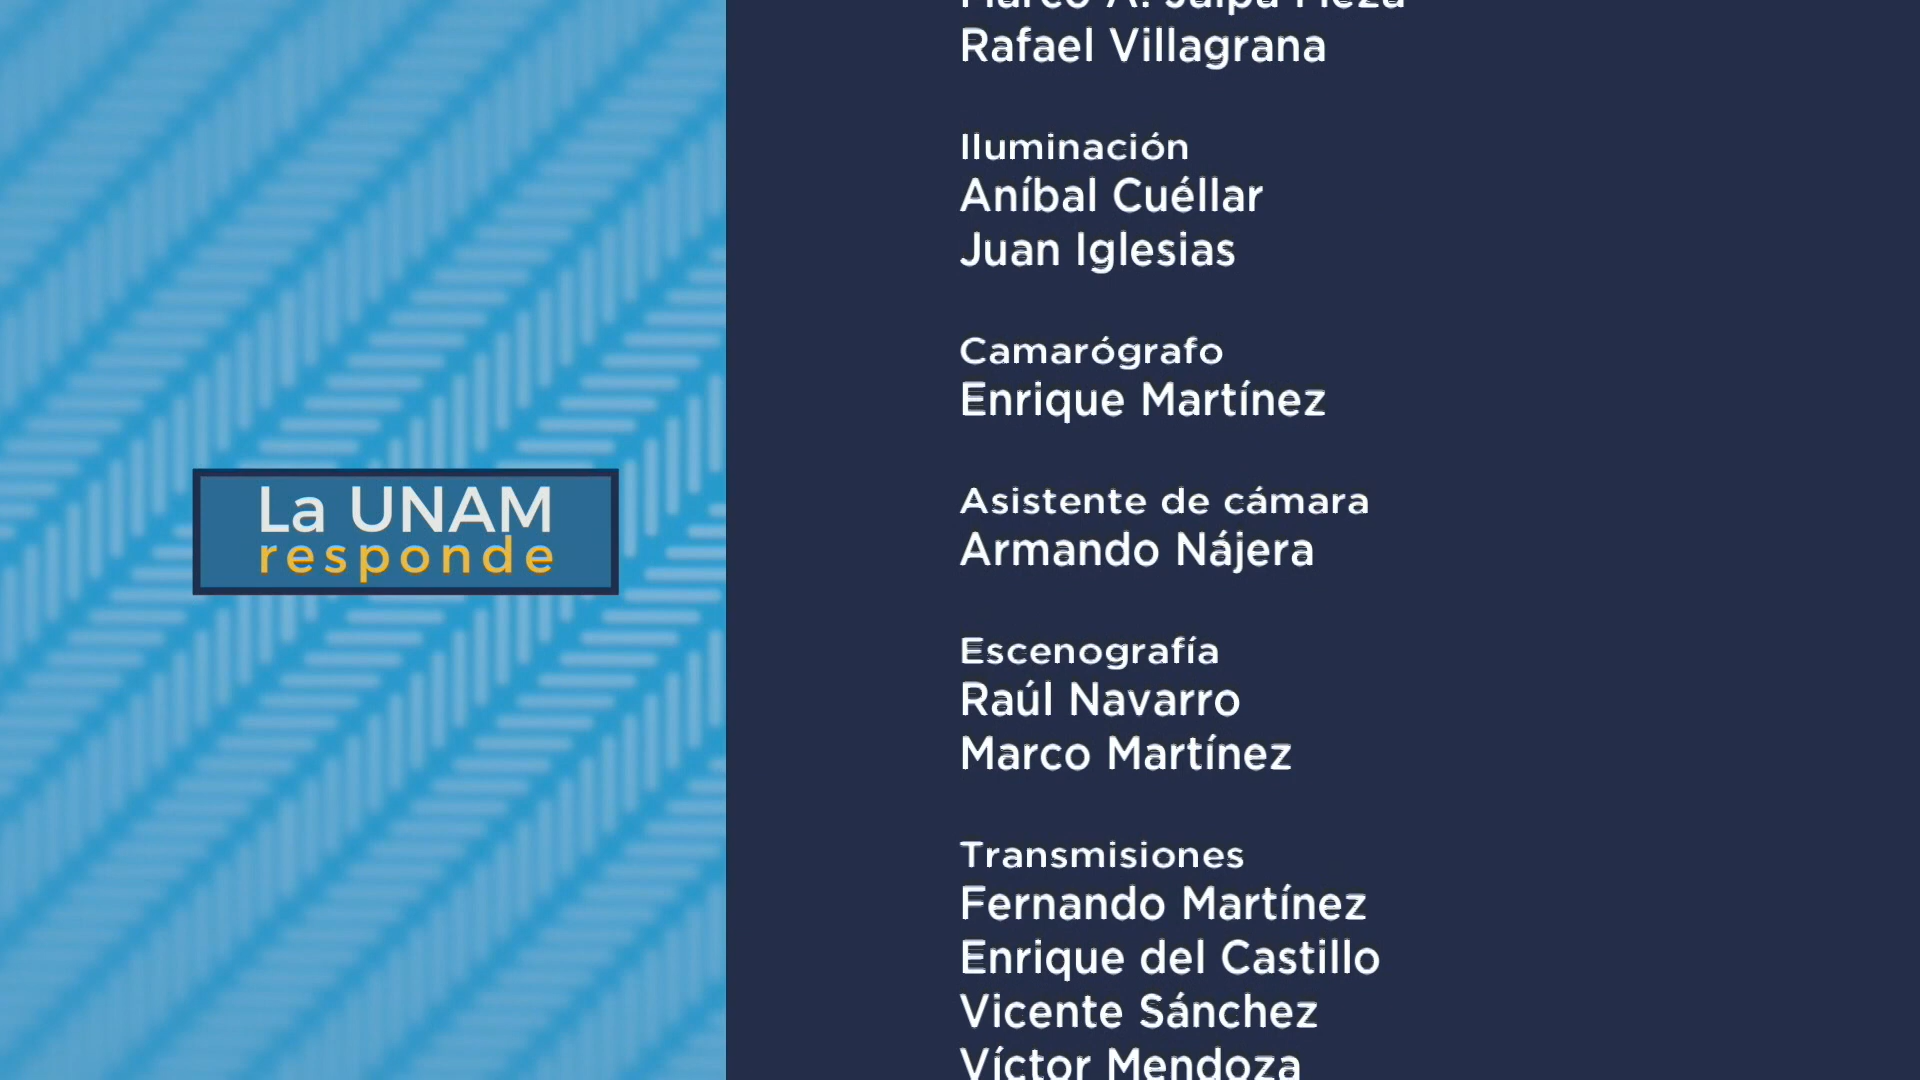 La UNAM
responde
Rafael Villagrana
Iluminación
Aníbal Cuéllar
Juan Iglesias
Camarógrafo
Enrique Martínez
Asistente de cámara
Armando Nájera
Escenografía
Raúl Navarro
Marco Martínez
Transmisiones
Fernando Martínez
Enrique del Castillo
Vicente Sánchez
Víctor Mendoza